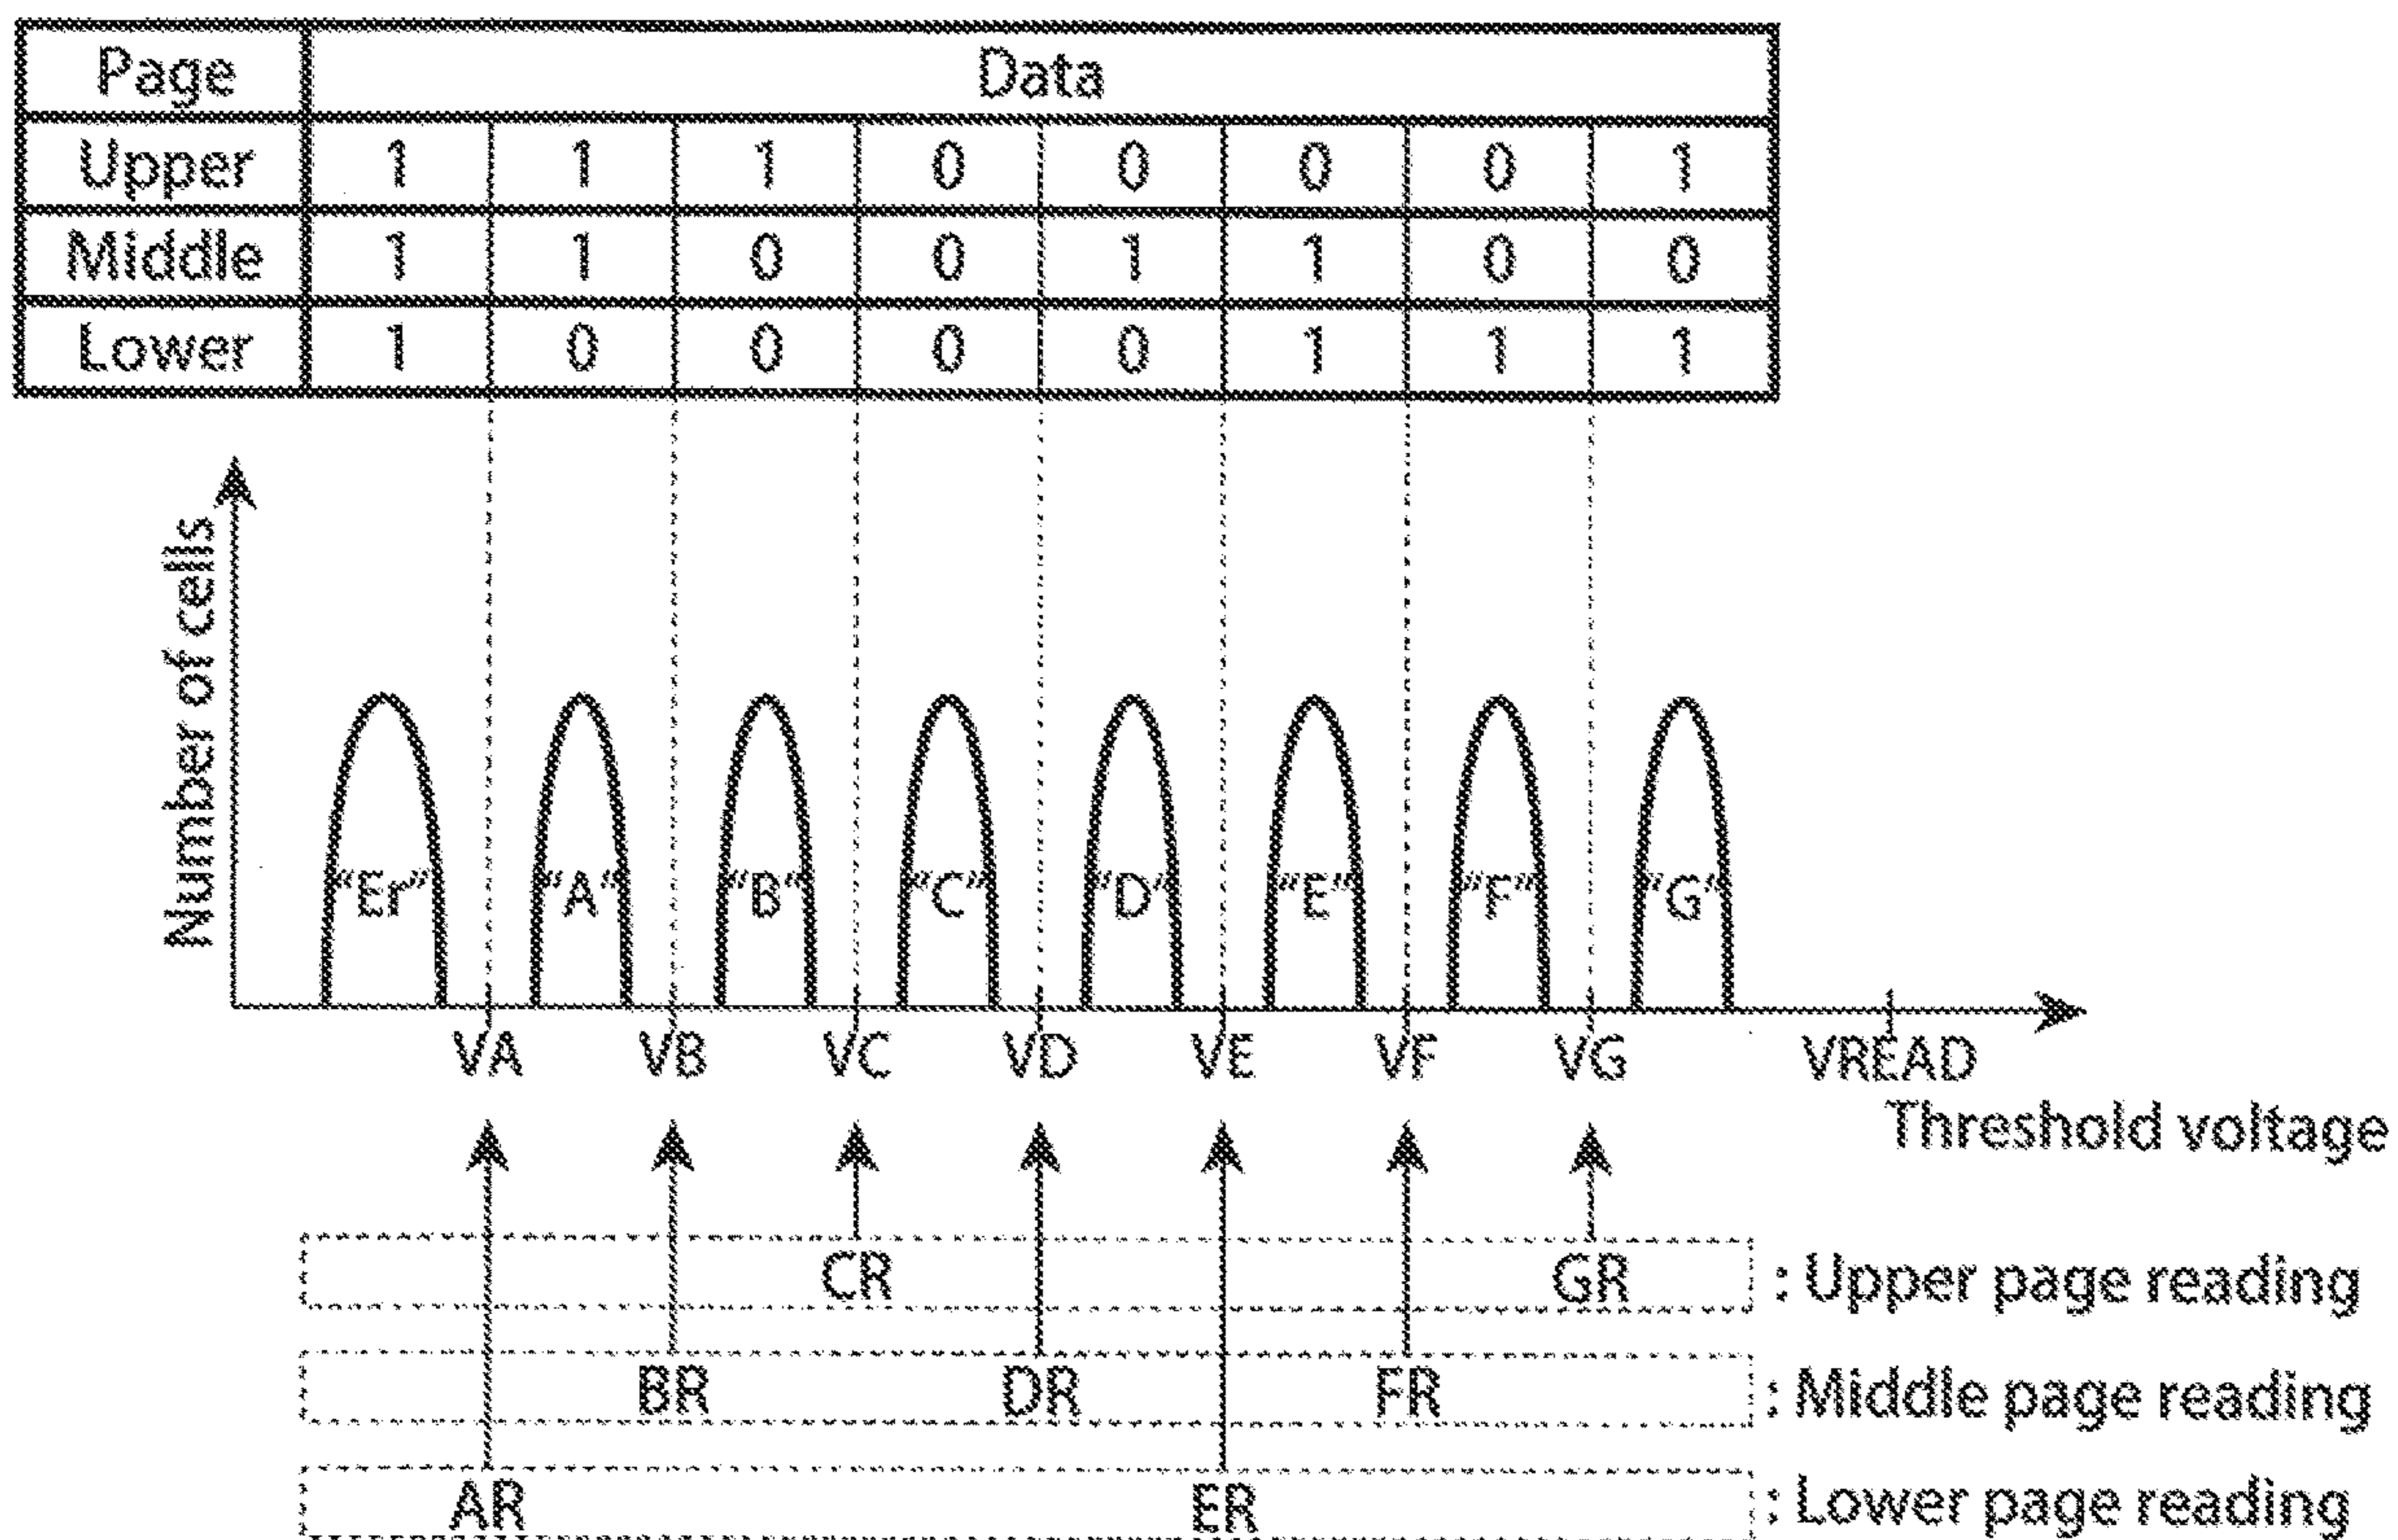 Page Data
Upper 1 1 1 0 0 0 0 1
Middle 1 1 0 0 1 1 0 0
Lower 1 0 0 0 0 1 1 1
Number of cells
“Er” “A“ “B“ “C” “D“ “E” “F” “G“
VA VB VC VD VE VF VG VREAD
Threshold voltage
CR GR : Upper page reading
BR DR FR : Middle page reading
AR ER : Lower page reading